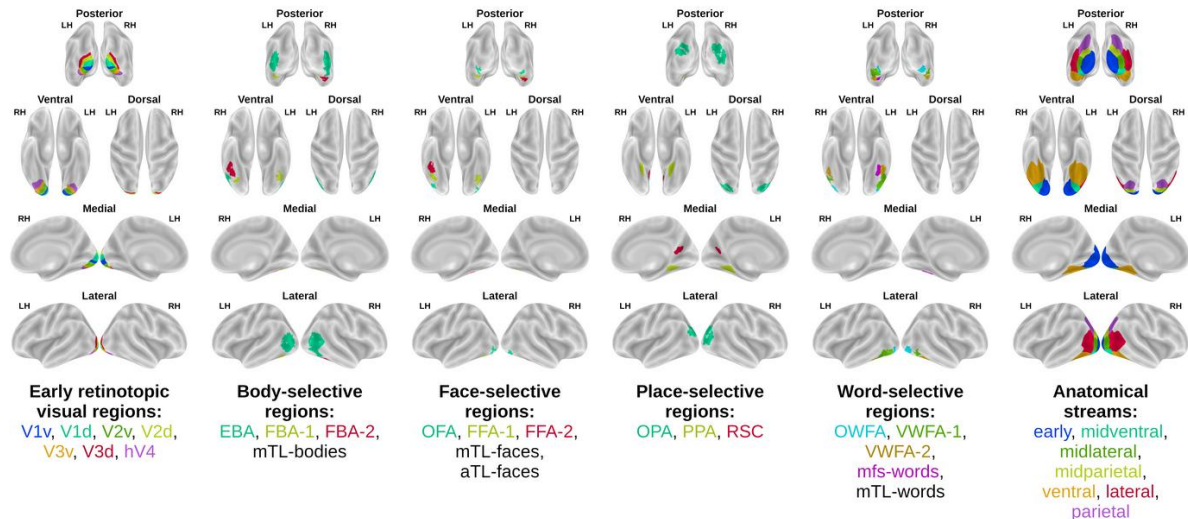 Posterior
LH RH
Ventral Dorsal
RH LH LH RH
Medial
RH LH
Lateral
LH RH
Early retinotopic
visual regions:
V1v, V1d, V2v, V2d,
V3v, V3d, hV4
Posterior
LH RH
Ventral Dorsal
RH LH LH RH
Medial
RH LH
Lateral
LH RH
Body-selective
regions:
EBA, FBA-1, FBA-2,
mTL-bodies
Posterior
LH RH
Ventral Dorsal
RH LH LH RH
Medial
RH LH
Lateral
LH RH
Face-selective
regions:
OFA, FFA-1, FFA-2,
mTL-faces,
aTL-faces
Posterior
LH RH
Ventral Dorsal
RH LH LH RH
Medial
RH LH
Lateral
LH RH
Place-selective
regions:
OPA, PPA, RSC
Posterior
LH RH
Ventral Dorsal
RH LH LH RH
Medial
RH LH
Lateral
LH RH
Word-selective
regions:
OWFA, VWFA-1,
VWFA-2,
mfs-words,
mTL-words
Posterior
LH RH
Ventral Dorsal
RH LH LH RH
Medial
RH LH
Lateral
LH RH
Anatomical
streams:
early, midventral,
midlateral,
midparietal,
ventral, lateral,
parietal